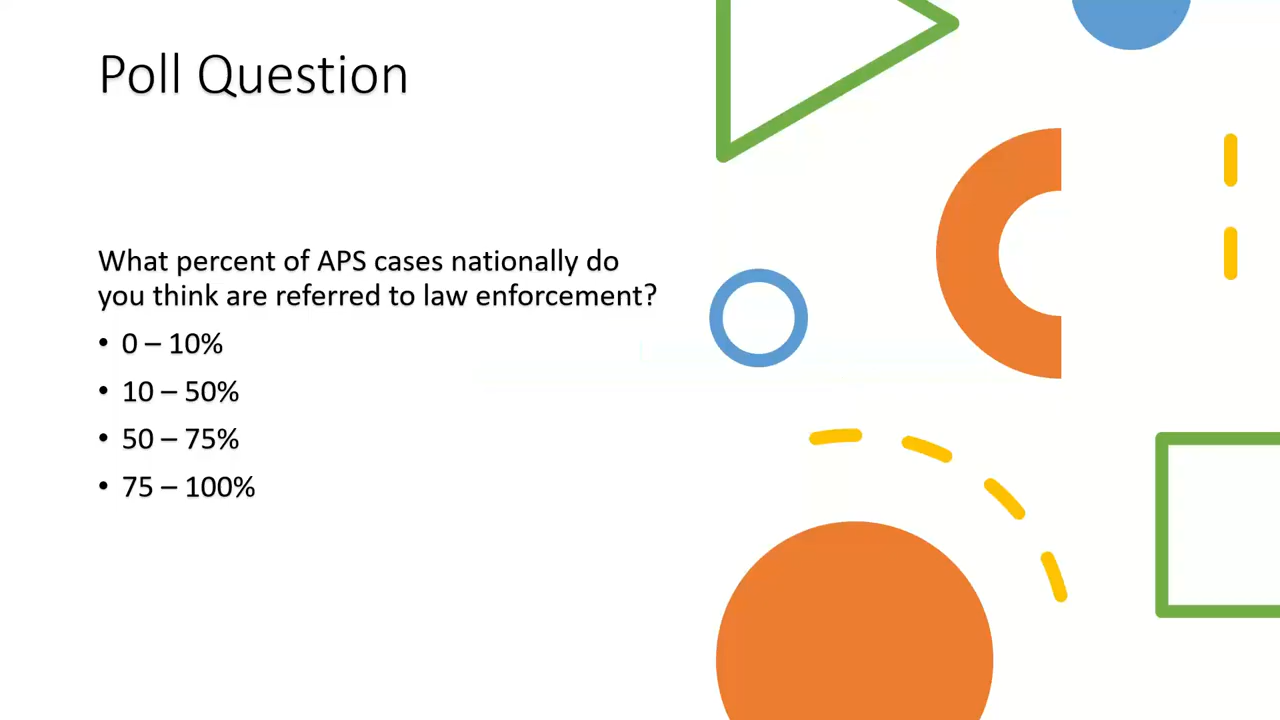 Poll Question
What percent of APS cases nationally do
you think are referred to law enforcement?
• 0 – 10%
• 10 – 50%
• 50 – 75%
• 75 – 100%